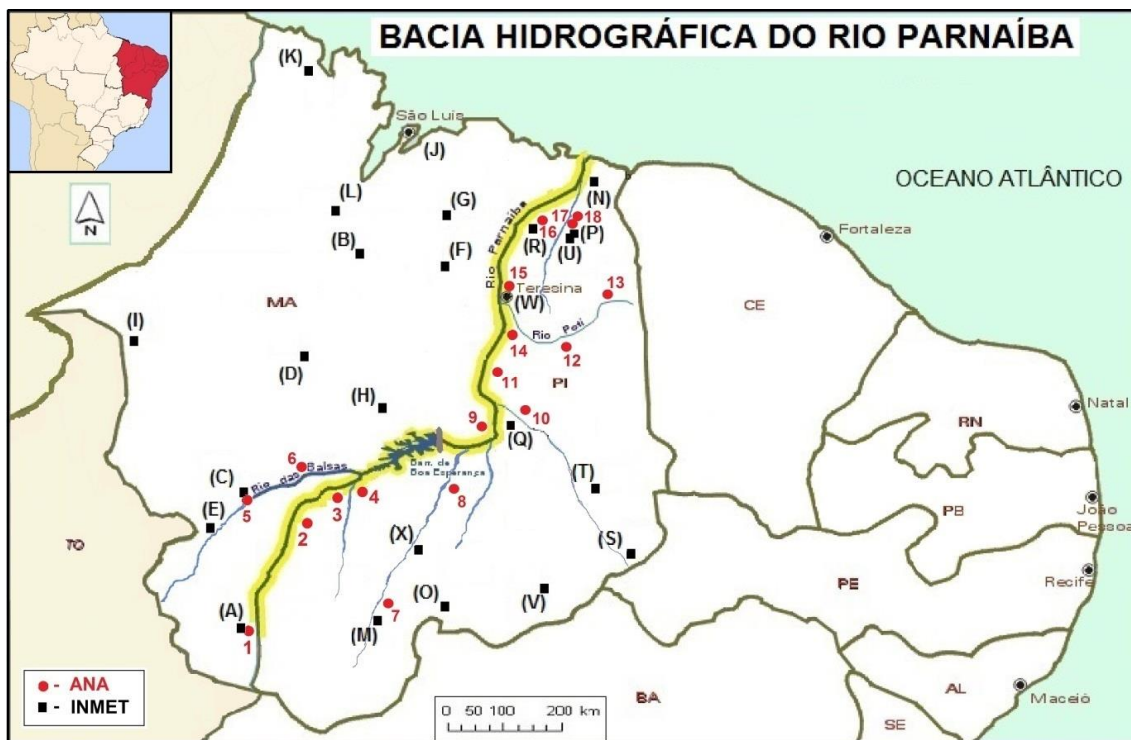 BACIA HIDROGRÁFICA DO RIO PARNAÍBA
(K)
São Luís
(J)
OCEANO ATLÂNTICO
N
(L)
(G)
(N)
(B)
(F)
17
18
16
(P)
(R)
(U)
Fortaleza
Rio Parnaíba
15
13
Teresina
(W)
MA
CE
(I)
Rio Poti
14
12
(D)
11
PI
(H)
10
Natal
RN
9
(Q)
Barr. de
Boa Esperança
6
Rio das Balsas
(C)
5
4
3
8
(T)
João
Pessoa
PB
(E)
2
TO
(X)
(S)
Recife
PE
(A)
1
7
(O)
(V)
(M)
ANA
INMET
BA
AL
Maceió
SE
0 50 100 200 km